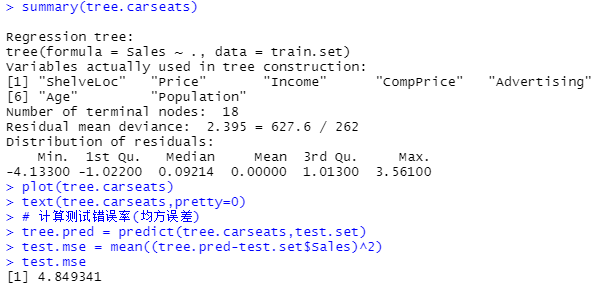 > summary(tree.carseats)
Regression tree:
tree(formula = Sales ~ ., data = train.set)
Variables actually used in tree construction:
[1] "ShelveLoc"   "Price"       "Income"      "CompPrice"   "Advertising"
[6] "Age"         "Population"
Number of terminal nodes:  18
Residual mean deviance:  2.395 = 627.6 / 262
Distribution of residuals:
    Min.  1st Qu.   Median     Mean  3rd Qu.     Max.
-4.13300 -1.02200  0.09214  0.00000  1.01300  3.56100
> plot(tree.carseats)
> text(tree.carseats,pretty=0)
> # 计算测试错误率(均方误差)
> tree.pred = predict(tree.carseats,test.set)
> test.mse = mean((tree.pred-test.set$Sales)^2)
> test.mse
[1] 4.849341